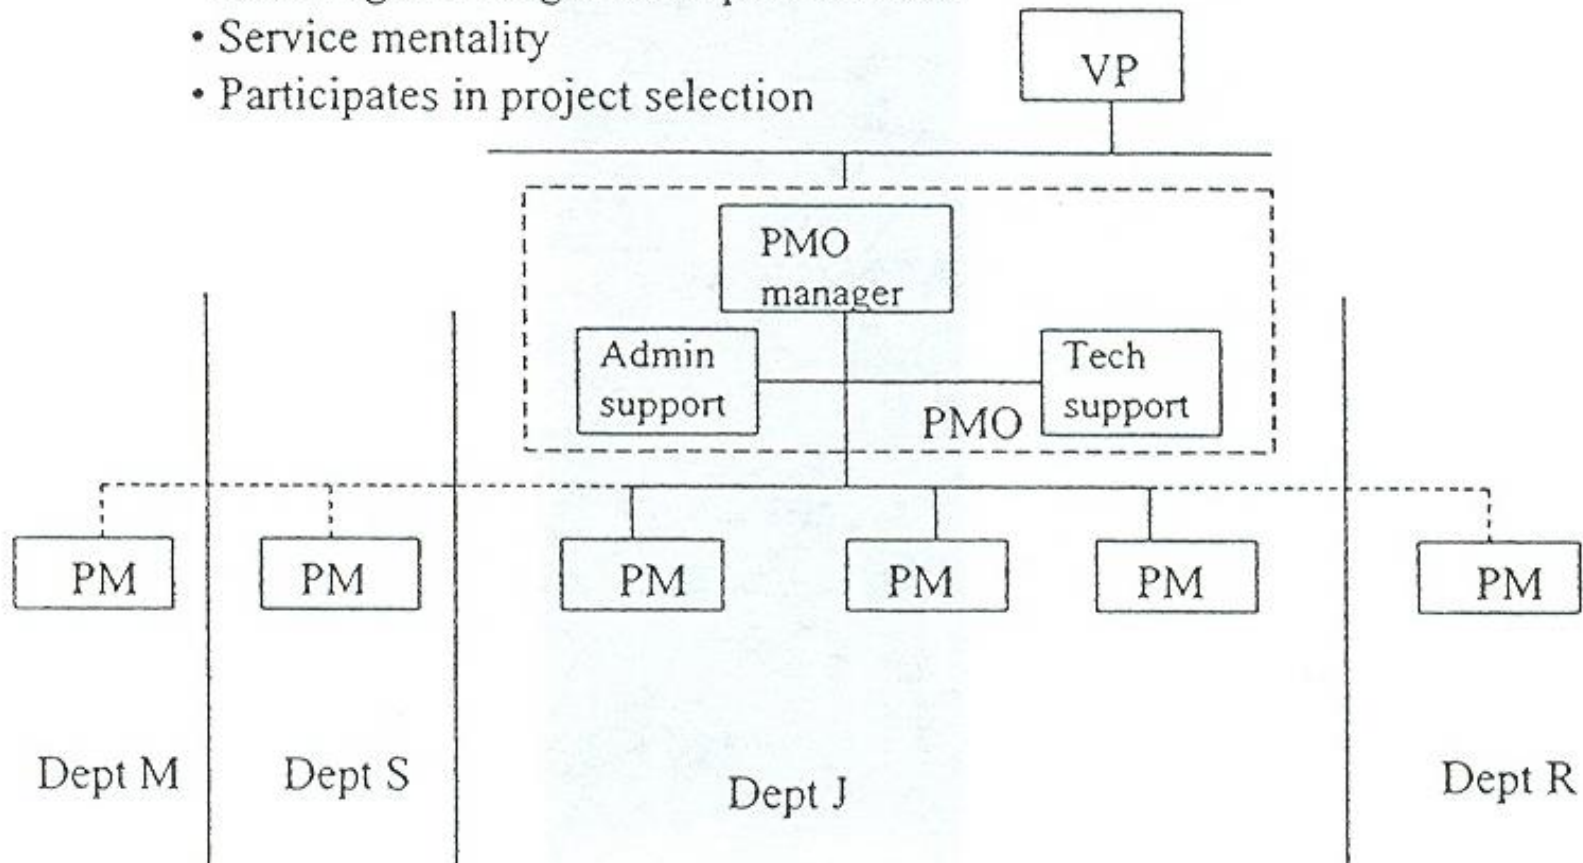 • Service mentality
• Participates in project selection
VP
PMO
manager
Admin
support
Tech
support
PMO
PM
PM
PM
PM
PM
PM
Dept M
Dept S
Dept J
Dept R